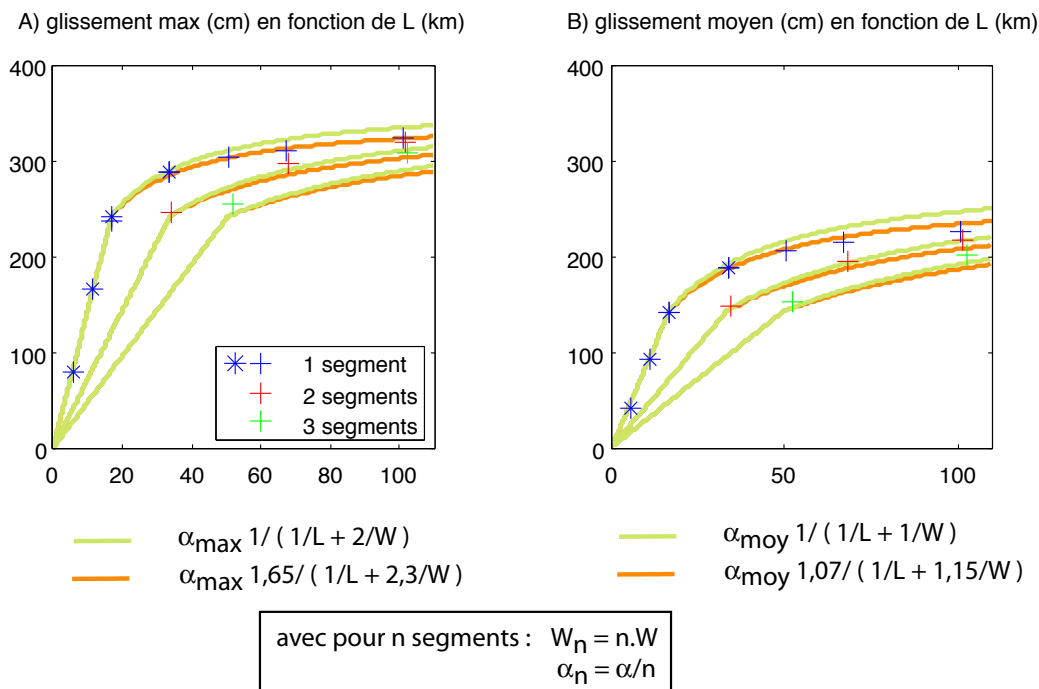 A) glissement max (cm) en fonction de L (km)
B) glissement moyen (cm) en fonction de L (km)
400
300
200
100
0
0 20 40 60 80 100
1 segment
2 segments
3 segments
400
300
200
100
0
0 50 100
αmax 1/ ( 1/L + 2/W )
αmax 1,65/ ( 1/L + 2,3/W )
αmoy 1/ ( 1/L + 1/W )
αmoy 1,07/ ( 1/L + 1,15/W )
avec pour n segments : Wn = n.W
αn = α/n